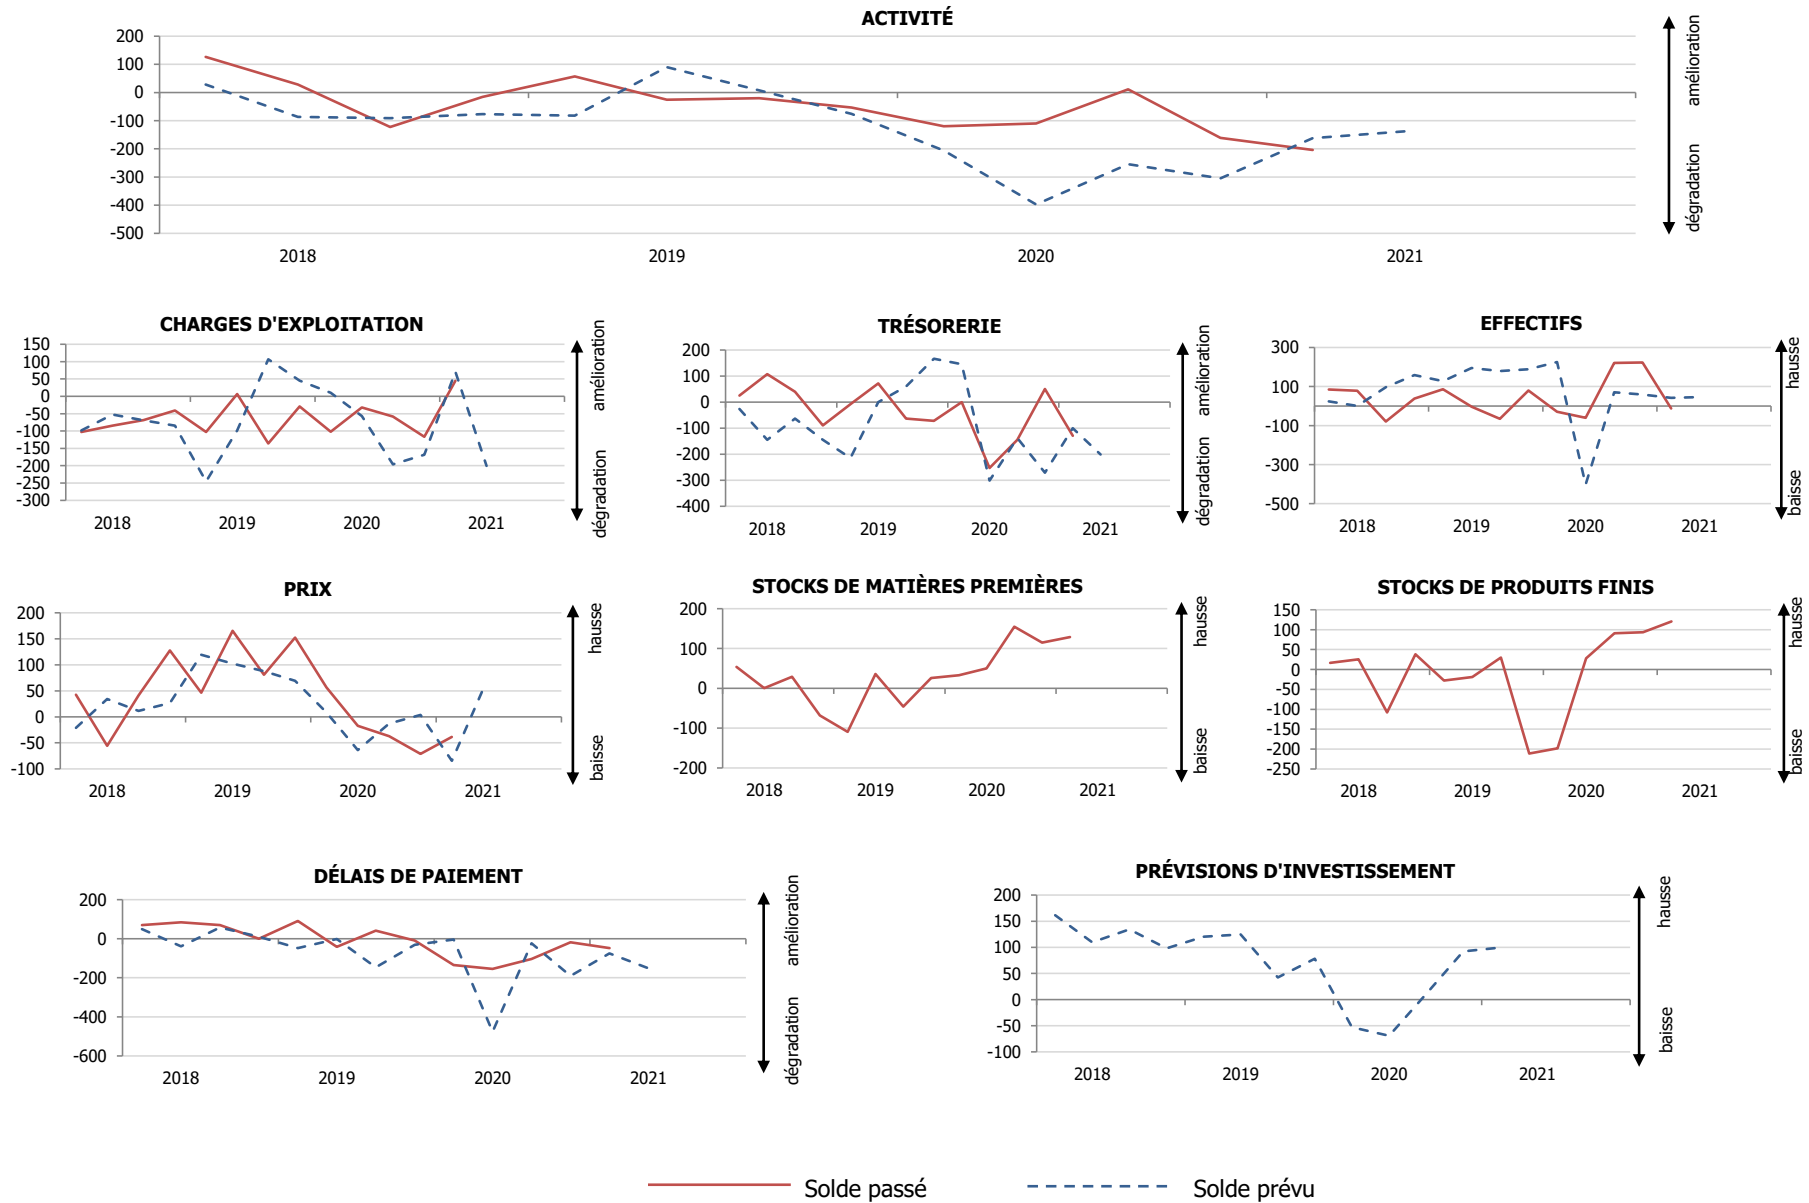 ACTIVITÉ
200
100
0
-100
-200
-300
-400
-500
2018 2019 2020 2021
amélioration
dégradation
CHARGES D'EXPLOITATION
150
100
50
0
-50
-100
-150
-200
-250
-300
2018 2019 2020 2021
amélioration
dégradation
TRÉSORERIE
200
100
0
-100
-200
-300
-400
2018 2019 2020 2021
amélioration
dégradation
EFFECTIFS
300
100
-100
-300
-500
2018 2019 2020 2021
hausse
baisse
PRIX
200
150
100
50
0
-50
-100
2018 2019 2020 2021
hausse
baisse
STOCKS DE MATIÈRES PREMIÈRES
200
100
0
-100
-200
2018 2019 2020 2021
hausse
baisse
STOCKS DE PRODUITS FINIS
150
100
50
0
-50
-100
-150
-200
-250
2018 2019 2020 2021
hausse
baisse
DÉLAIS DE PAIEMENT
200
0
-200
-400
-600
2018 2019 2020 2021
amélioration
dégradation
PRÉVISIONS D'INVESTISSEMENT
200
150
100
50
0
-50
-100
2018 2019 2020 2021
hausse
baisse
Solde passé Solde prévu